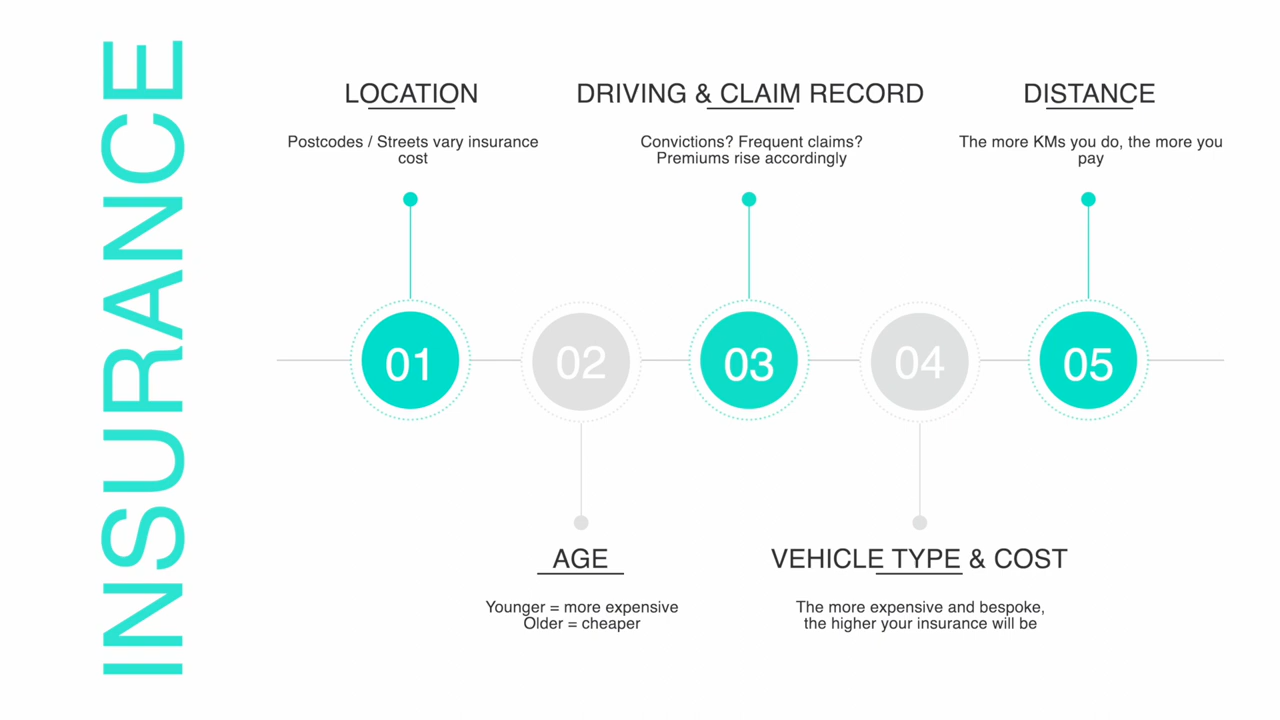 INSURANCE
LOCATION
Postcodes / Streets vary insurance
cost
01
AGE
Younger = more expensive
Older = cheaper
02
DRIVING & CLAIM RECORD
Convictions? Frequent claims?
Premiums rise accordingly
03
VEHICLE TYPE & COST
The more expensive and bespoke,
the higher your insurance will be
04
DISTANCE
The more KMs you do, the more you
pay
05